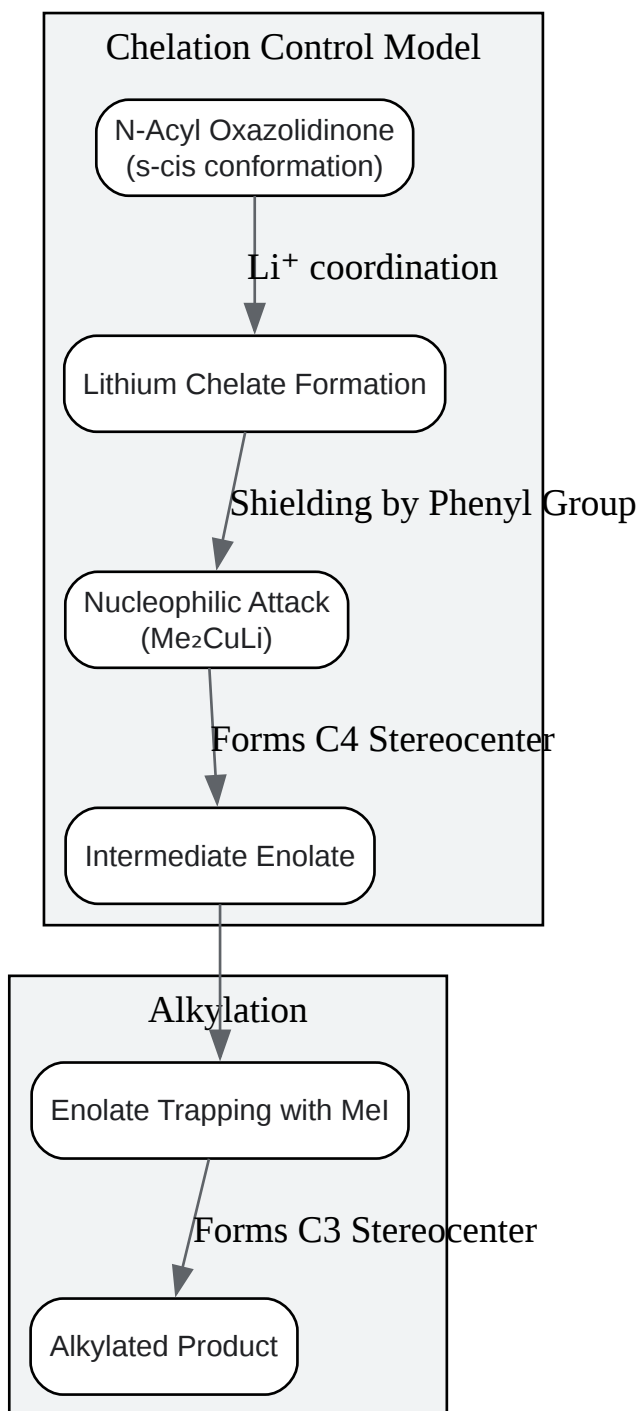 Chelation Control Model
N-Acyl Oxazolidinone
(s-cis conformation)
Li⁺ coordination
Lithium Chelate Formation
Shielding by Phenyl Group
Nucleophilic Attack
(Me₂CuLi)
Forms C4 Stereocenter
Intermediate Enolate
Alkylation
Enolate Trapping with MeI
Forms C3 Stereocenter
Alkylated Product